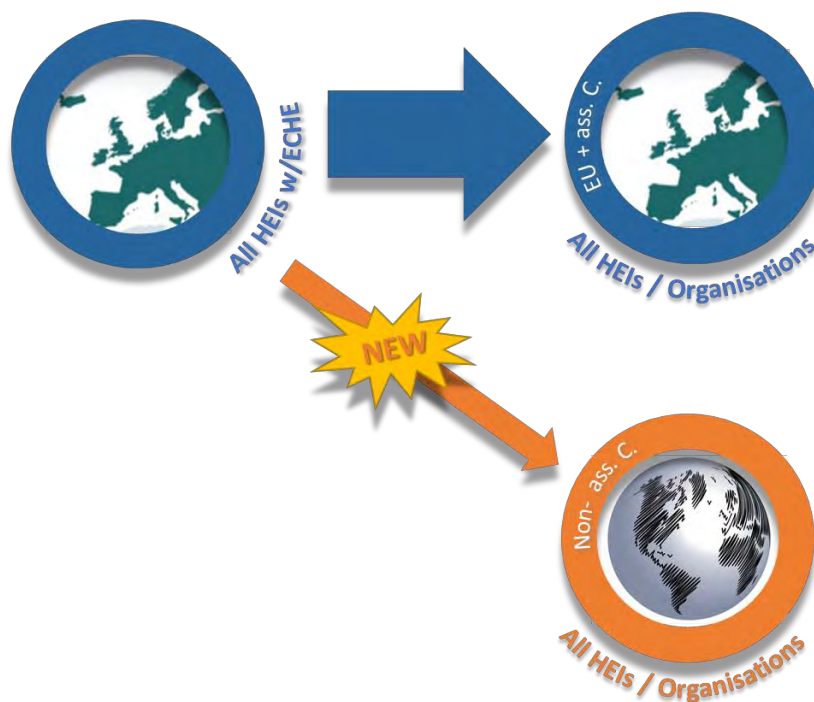 All HEIs w/ECHE
EU + ass. C.
All HEIs / Organisations
NEW
Non- ass. C.
All HEIs / Organisations